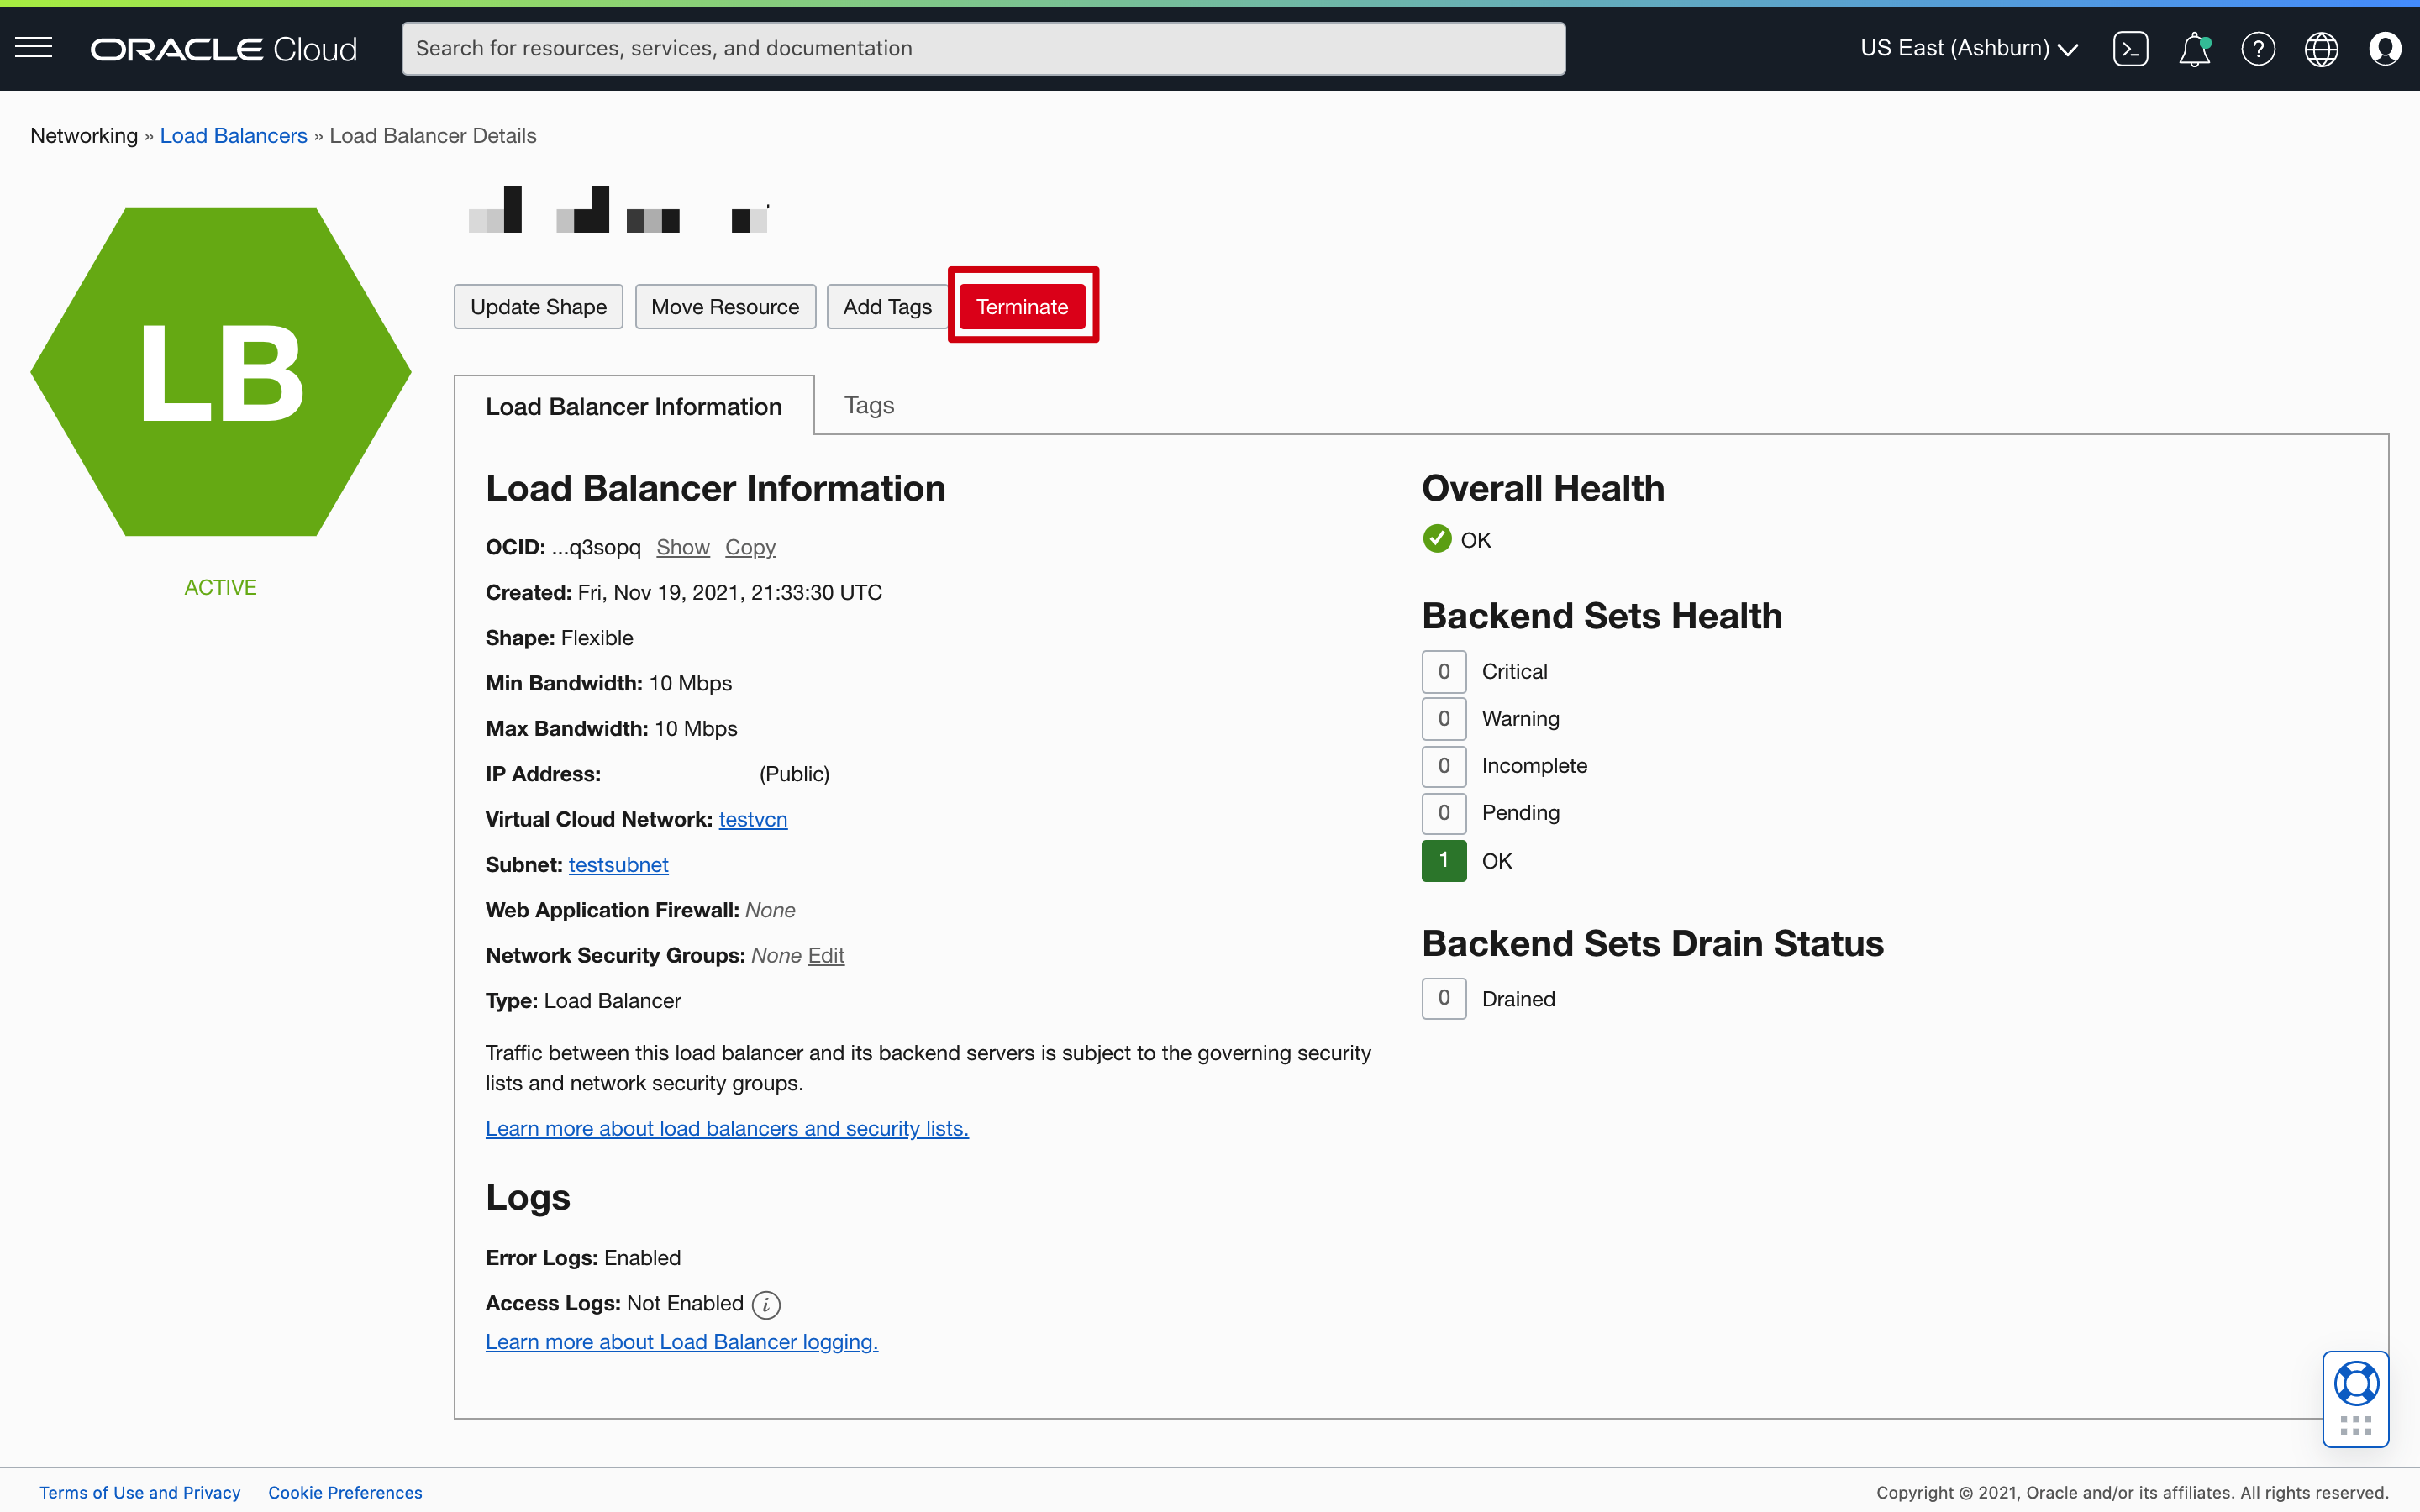 ORACLE Cloud
Search for resources, services, and documentation
US East (Ashburn)
Networking » Load Balancers » Load Balancer Details
LB
ACTIVE
Update Shape
Move Resource
Add Tags
Terminate
Load Balancer Information
Tags
Load Balancer Information
OCID: ...q3sopq Show Copy
Created: Fri, Nov 19, 2021, 21:33:30 UTC
Shape: Flexible
Min Bandwidth: 10 Mbps
Max Bandwidth: 10 Mbps
IP Address: (Public)
Virtual Cloud Network: testvcn
Subnet: testsubnet
Web Application Firewall: None
Network Security Groups: None Edit
Type: Load Balancer
Traffic between this load balancer and its backend servers is subject to the governing security
lists and network security groups.
Learn more about load balancers and security lists.
Logs
Error Logs: Enabled
Access Logs: Not Enabled
Learn more about Load Balancer logging.
Overall Health
OK
Backend Sets Health
0 Critical
0 Warning
0 Incomplete
0 Pending
1 OK
Backend Sets Drain Status
0 Drained
Terms of Use and Privacy
Cookie Preferences
Copyright © 2021, Oracle and/or its affiliates. All rights reserved.